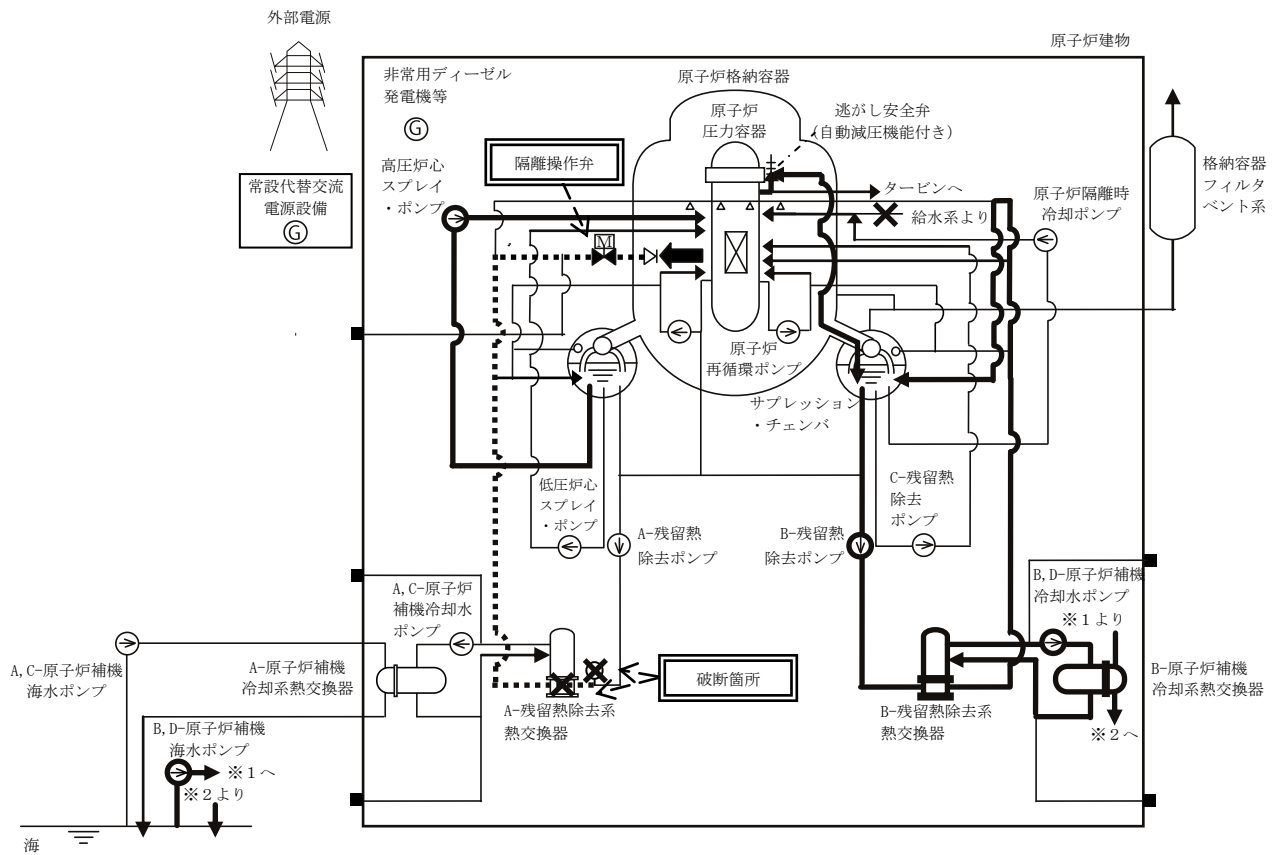 外部電源
原子炉建物
非常用ディーゼル
発電機等
G
原子炉格納容器
原子炉
圧力容器
逃がし安全弁
(自動減圧機能付き)
隔離操作弁
高圧炉心
スプレイ
・ポンプ
常設代替交流
電源設備
G
タービンへ
給水系より
原子炉隔離時
冷却ポンプ
格納容器
フィルタ
ベント系
M
原子炉
再循環ポンプ
サプレッション
・チェンバ
低圧炉心
スプレイ
・ポンプ
A-残留熱
除去ポンプ
B-残留熱
除去ポンプ
C-残留熱
除去
ポンプ
A,C-原子炉
補機冷却水
ポンプ
B,D-原子炉補機
冷却水ポンプ
※1より
A,C-原子炉補機
海水ポンプ
A-原子炉補機
冷却系熱交換器
破断箇所
B-原子炉補機
冷却系熱交換器
A-残留熱除去系
熱交換器
B-残留熱除去系
熱交換器
※2へ
B,D-原子炉補機
海水ポンプ
※1へ
※2より
海